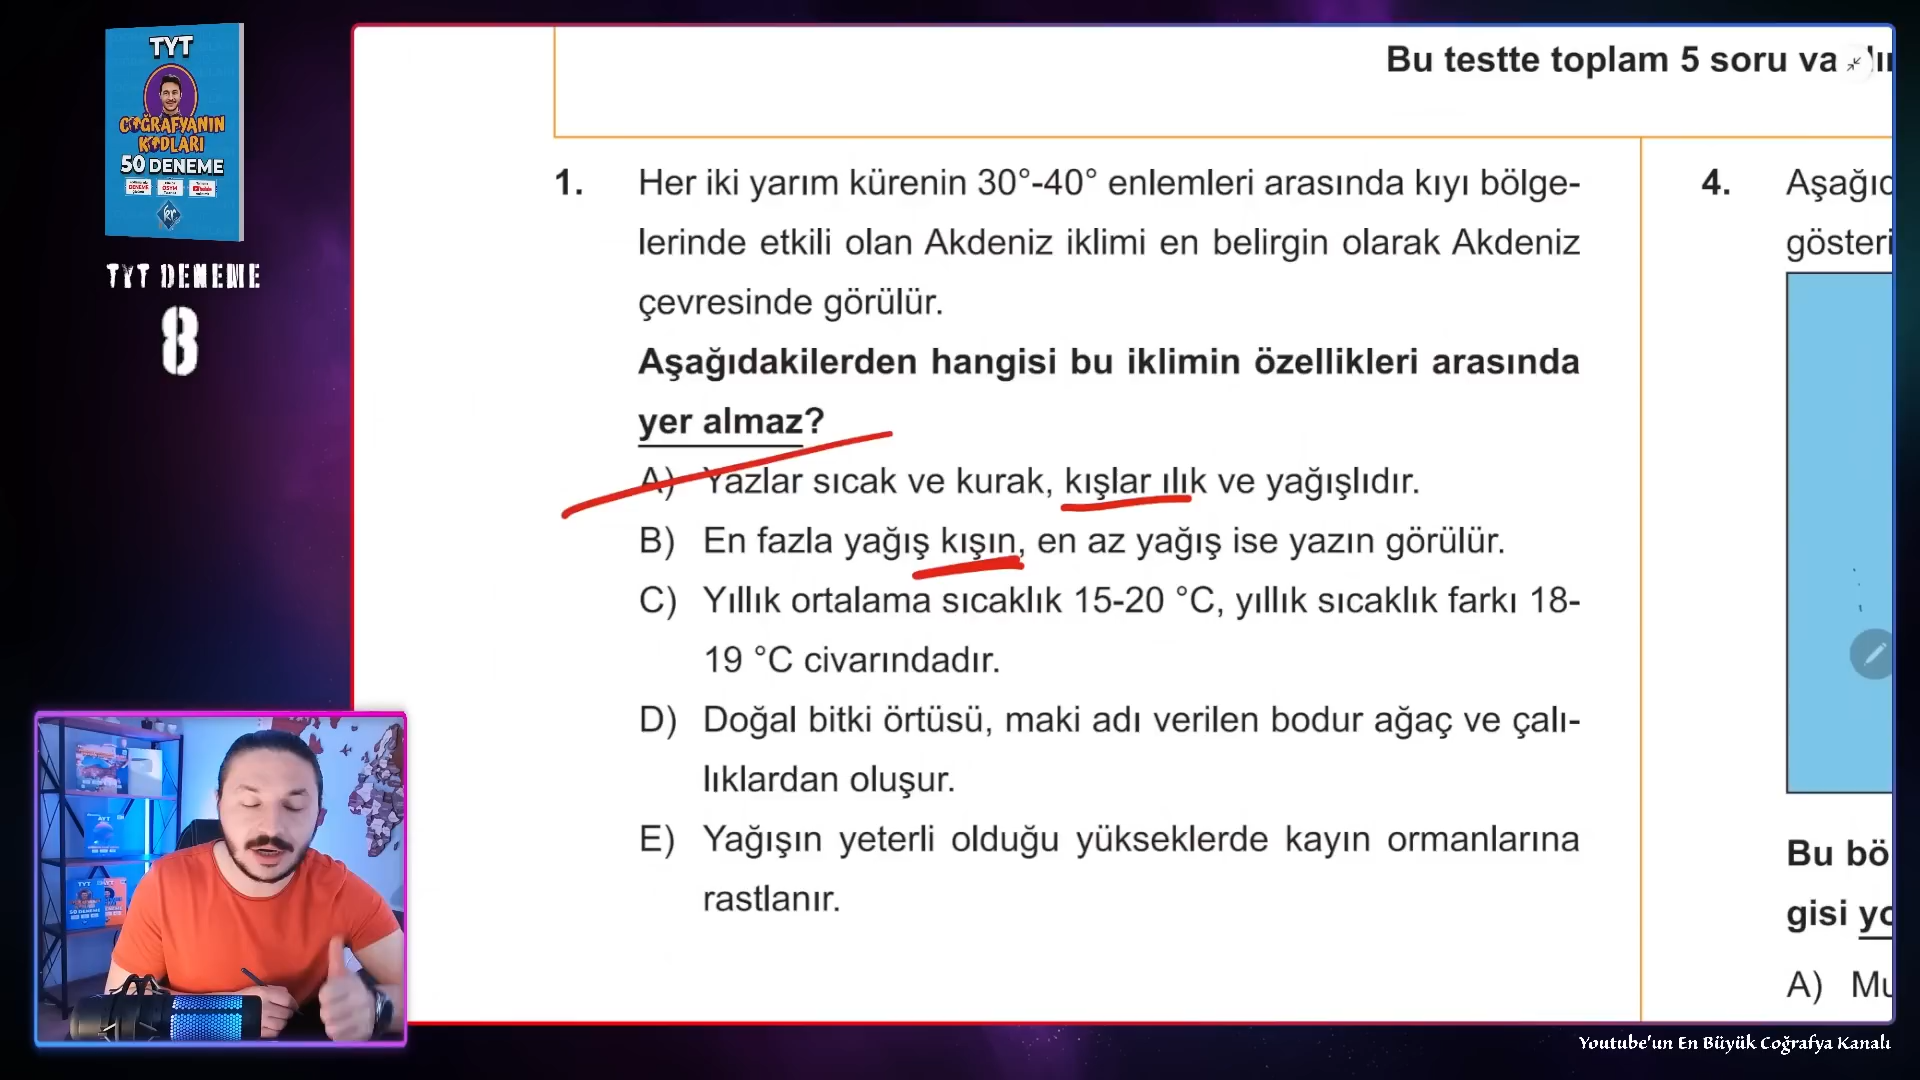 TYT
COĞRAFYANIN
KODLARI
50 DENEME
TYT DENEME
8
Bu testte toplam 5 soru va
1. Her iki yarım kürenin 30°-40° enlemleri arasında kıyı bölge-
lerinde etkili olan Akdeniz iklimi en belirgin olarak Akdeniz
çevresinde görülür.
Aşağıdakilerden hangisi bu iklimin özellikleri arasında
yer almaz?
A) Yazlar sıcak ve kurak, kışlar ılık ve yağışlıdır.
B) En fazla yağış kışın, en az yağış ise yazın görülür.
C) Yıllık ortalama sıcaklık 15-20 °C, yıllık sıcaklık farkı 18-
19 °C civarındadır.
D) Doğal bitki örtüsü, maki adı verilen bodur ağaç ve çalı-
lıklardan oluşur.
E) Yağışın yeterli olduğu yükseklerde kayın ormanlarına
rastlanır.
4. Aşağıd
gösteri
Bu bö
gisi yo
A) Mu
Youtube'un En Büyük Coğrafya Kanalı